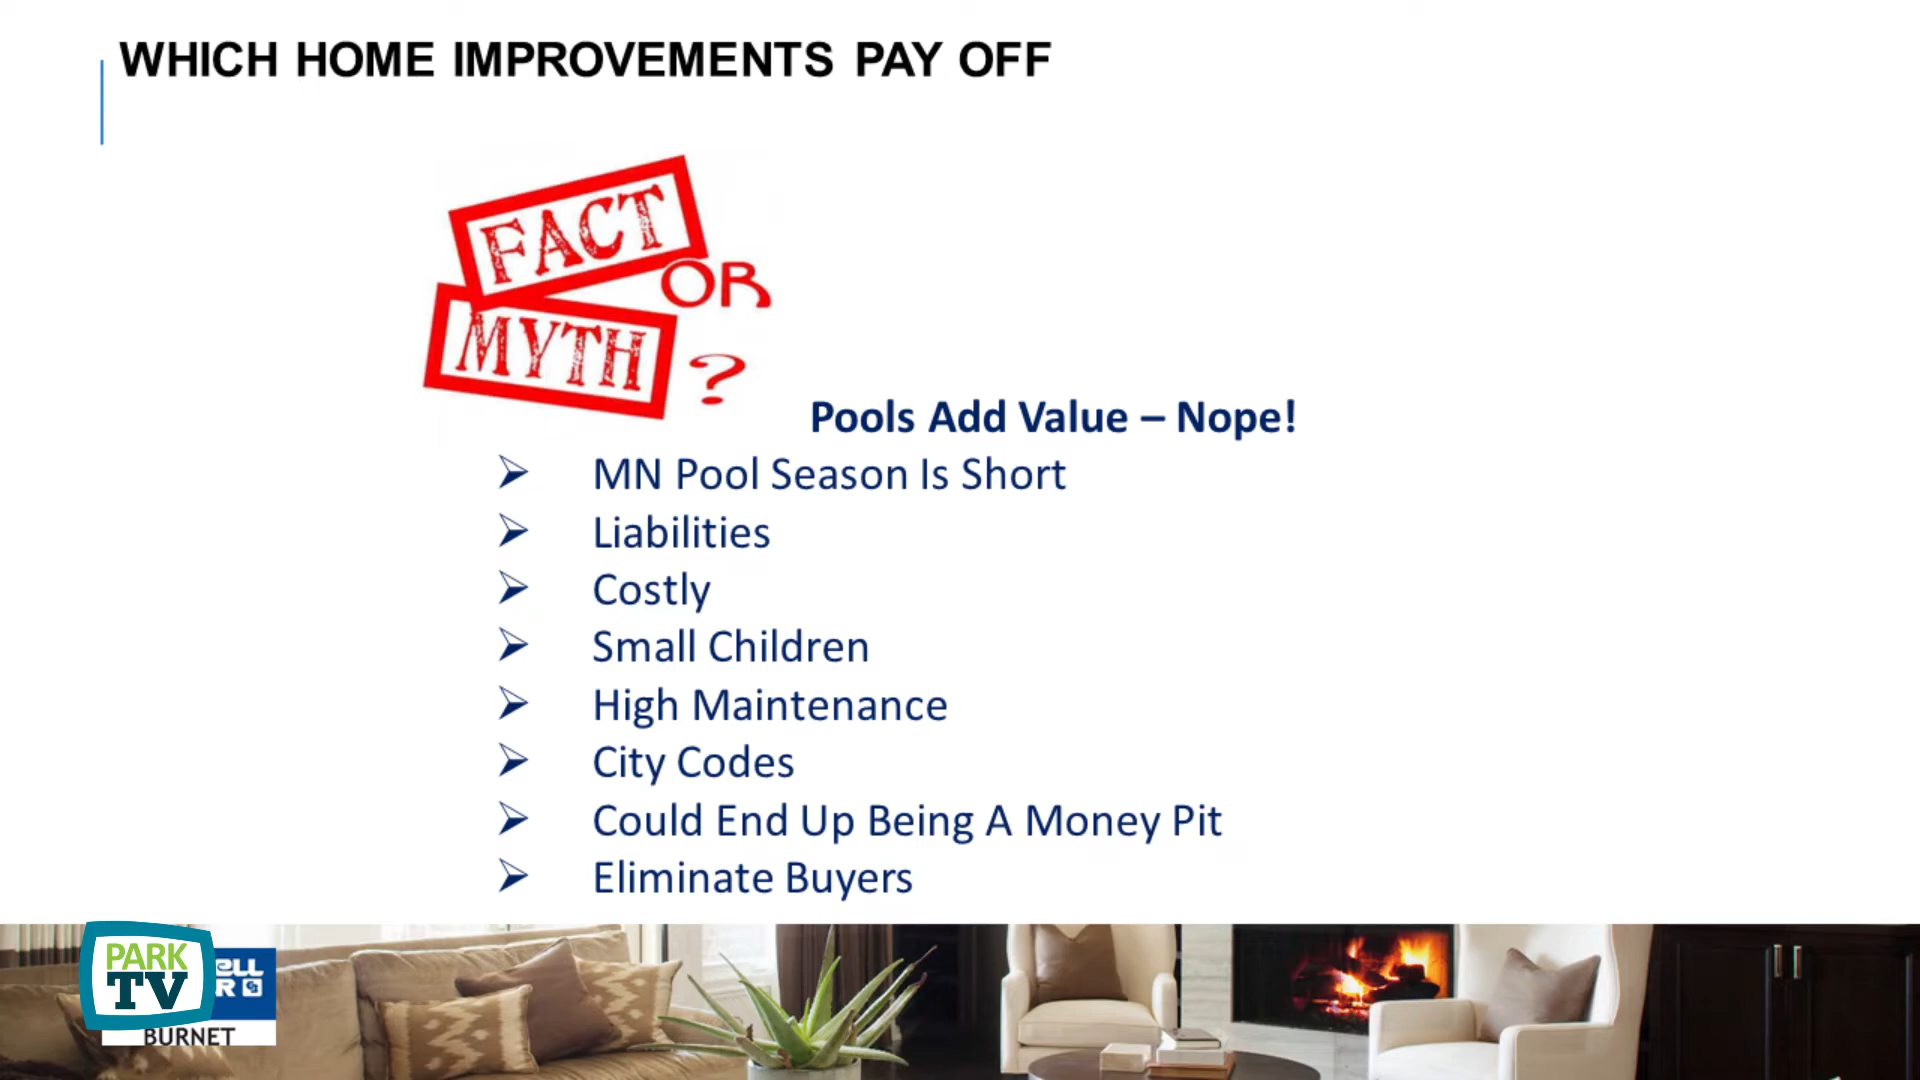 WHICH HOME IMPROVEMENTS PAY OFF
FACT
OR
MYTH
?
Pools Add Value – Nope!
MN Pool Season Is Short
Liabilities
Costly
Small Children
High Maintenance
City Codes
Could End Up Being A Money Pit
Eliminate Buyers
PARK
TV
BURNET